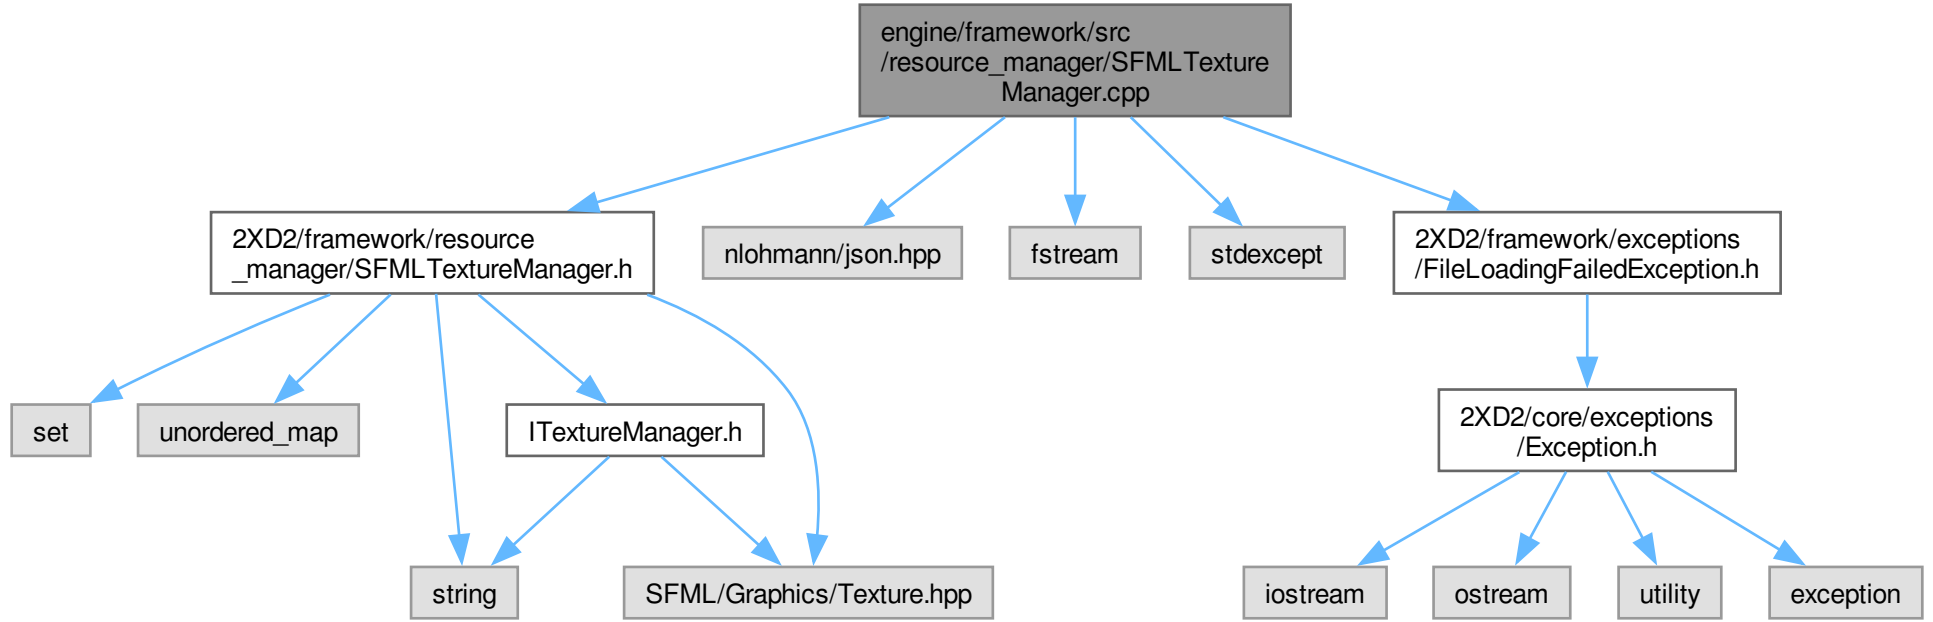 engine/framework/src
/resource_manager/SFMLTexture
Manager.cpp
2XD2/framework/resource
_manager/SFMLTextureManager.h
nlohmann/json.hpp
fstream
stdexcept
2XD2/framework/exceptions
/FileLoadingFailedException.h
set
unordered_map
ITextureManager.h
2XD2/core/exceptions
/Exception.h
string
SFML/Graphics/Texture.hpp
iostream
ostream
utility
exception